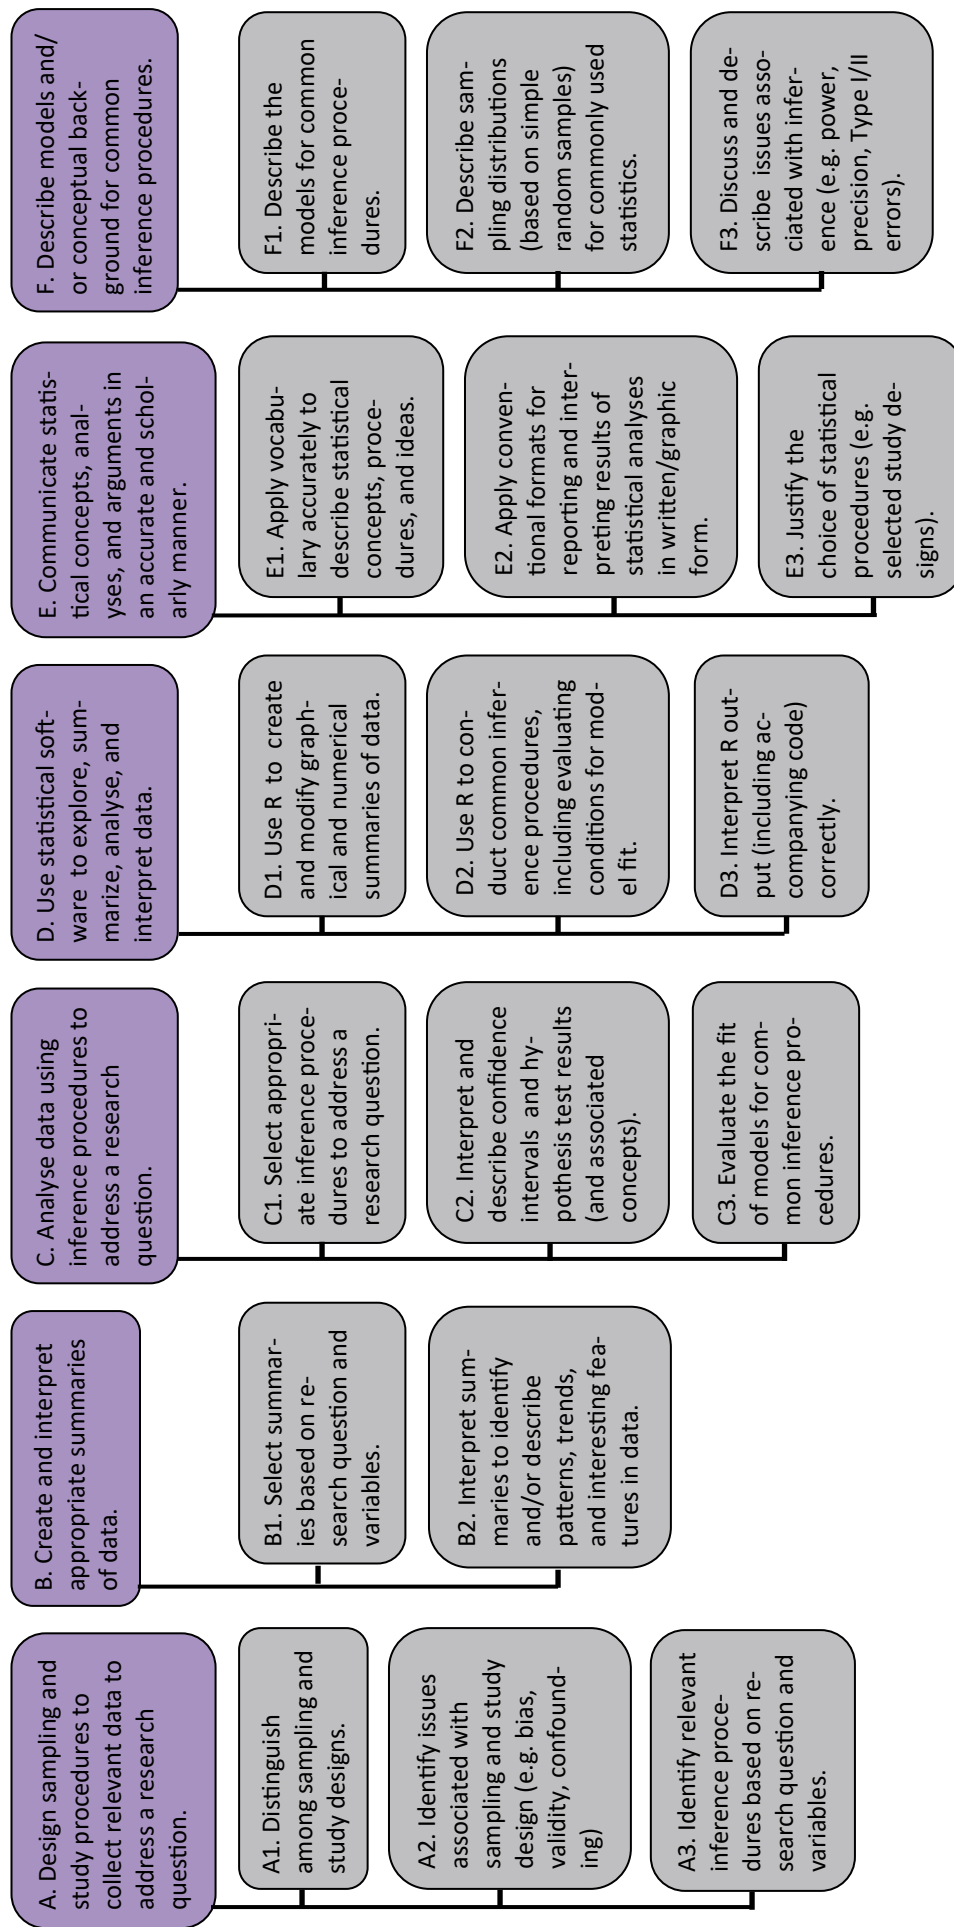 A. Design sampling and
study procedures to
collect relevant data to
address a research
question.
A1. Distinguish
among sampling and
study designs.
A2. Identify issues
associated with
sampling and study
design (e.g. bias,
validity, confound-
ing)
A3. Identify relevant
inference proce-
dures based on re-
search question and
variables.
B. Create and interpret
appropriate summaries
of data.
B1. Select summar-
ies based on re-
search question and
variables.
B2. Interpret sum-
maries to identify
and/or describe
patterns, trends,
and interesting fea-
tures in data.
C. Analyse data using
inference procedures to
address a research
question.
C1. Select appropri-
ate inference proce-
dures to address a
research question.
C2. Interpret and
describe confidence
intervals and hy-
pothesis test results
(and associated
concepts).
C3. Evaluate the fit
of models for com-
mon inference pro-
cedures.
D. Use statistical soft-
ware to explore, sum-
marize, analyse, and
interpret data.
D1. Use R to create
and modify graph-
ical and numerical
summaries of data.
D2. Use R to con-
duct common infer-
ence procedures,
including evaluating
conditions for mod-
el fit.
D3. Interpret R out-
put (including ac-
companying code)
correctly.
E. Communicate statis-
tical concepts, anal-
yses, and arguments in
an accurate and schol-
arly manner.
E1. Apply vocabu-
lary accurately to
describe statistical
concepts, proce-
dures, and ideas.
E2. Apply conven-
tional formats for
reporting and inter-
preting results of
statistical analyses
in written/graphic
form.
E3. Justify the
choice of statistical
procedures (e.g.
selected study de-
signs).
F. Describe models and/
or conceptual back-
ground for common
inference procedures.
F1. Describe the
models for common
inference proce-
dures.
F2. Describe sam-
pling distributions
(based on simple
random samples)
for commonly used
statistics.
F3. Discuss and de-
scribe issues asso-
ciated with infer-
ence (e.g. power,
precision, Type I/II
errors).